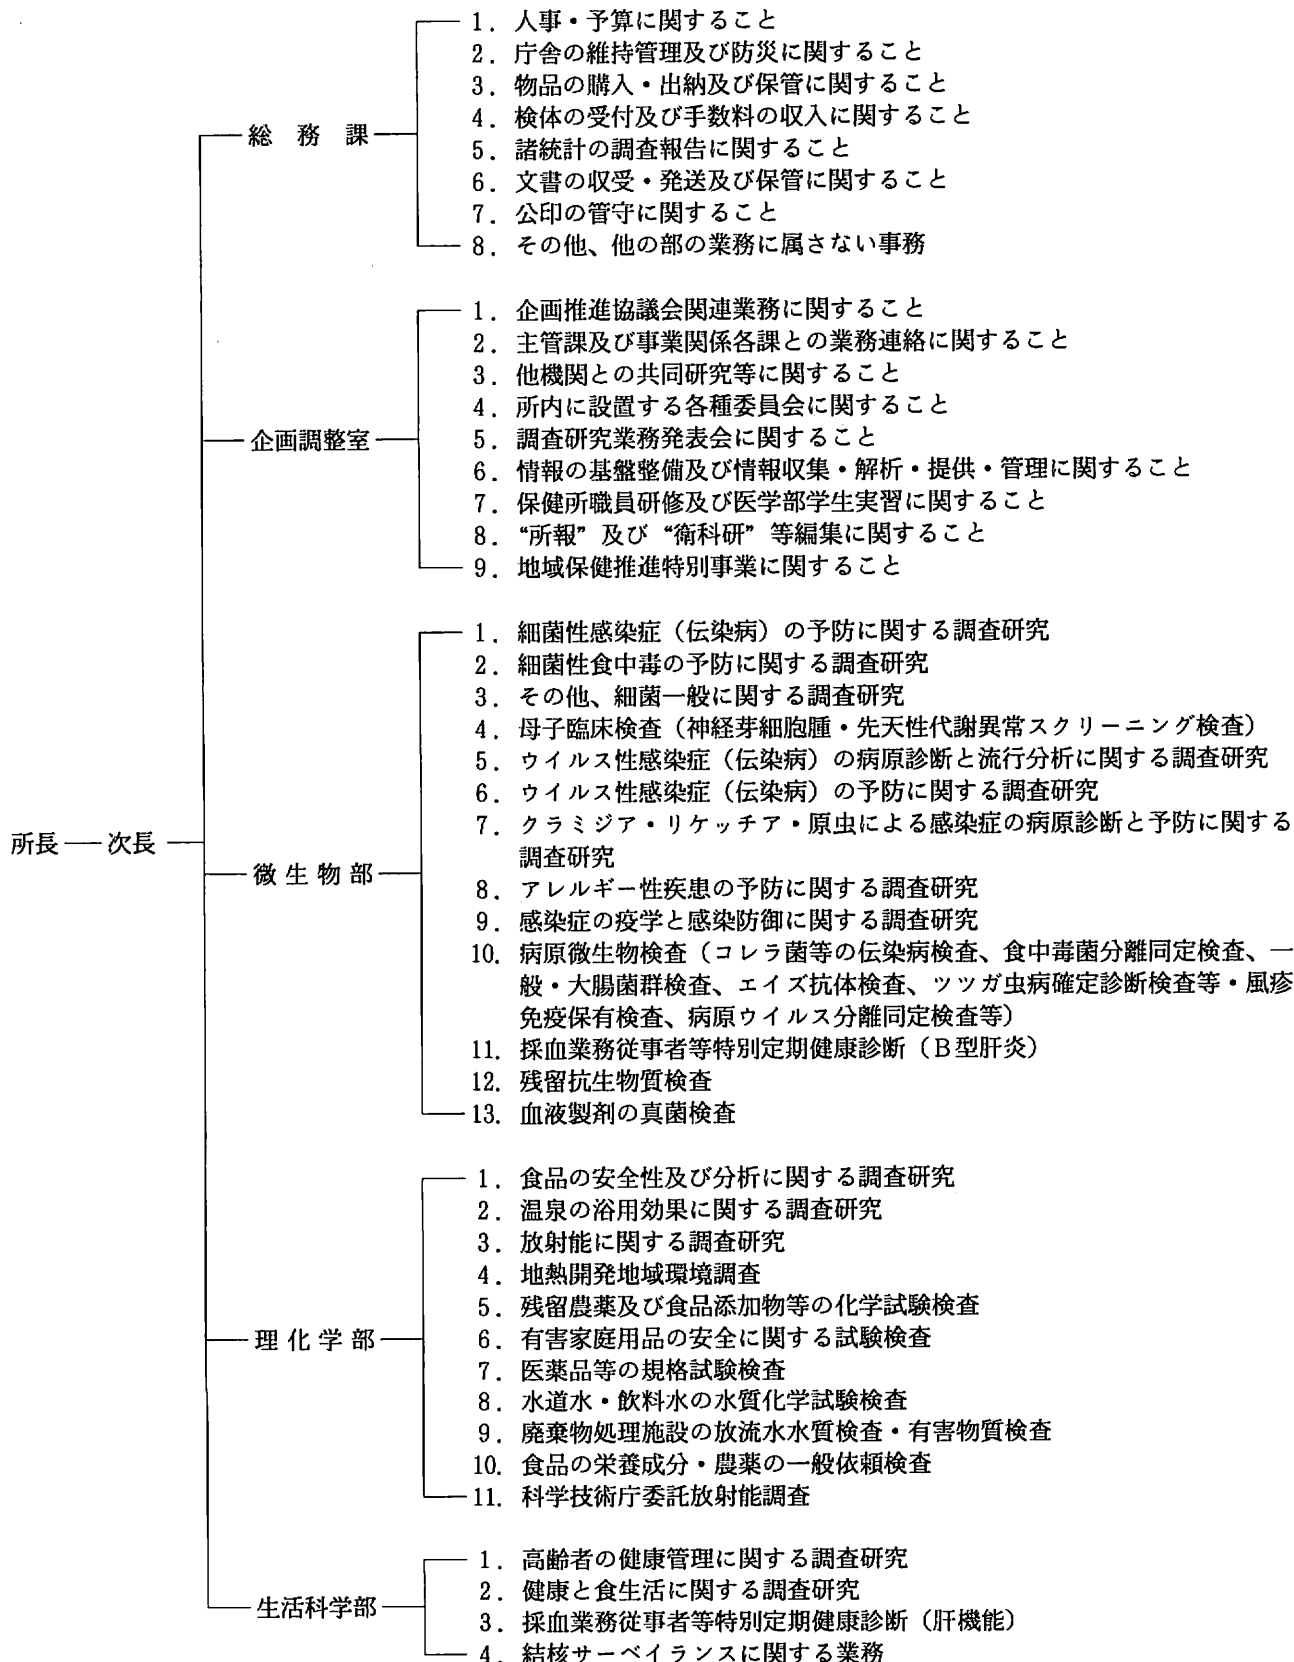 所長 次長
総務課
1. 人事・予算に関すること
2. 庁舎の維持管理及び防災に関すること
3. 物品の購入・出納及び保管に関すること
4. 検体の受付及び手数料の収入に関すること
5. 諸統計の調査報告に関すること
6. 文書の収受・発送及び保管に関すること
7. 公印の管守に関すること
8. その他、他の部の業務に属さない事務
企画調整室
1. 企画推進協議会関連業務に関すること
2. 主管課及び事業関係各課との業務連絡に関すること
3. 他機関との共同研究等に関すること
4. 所内に設置する各種委員会に関すること
5. 調査研究業務発表会に関すること
6. 情報の基盤整備及び情報収集・解析・提供・管理に関すること
7. 保健所職員研修及び医学部学生実習に関すること
8. “所報”及び“衛科研”等編集に関すること
9. 地域保健推進特別事業に関すること
微生物部
1. 細菌性感染症（伝染病）の予防に関する調査研究
2. 細菌性食中毒の予防に関する調査研究
3. その他、細菌一般に関する調査研究
4. 母子臨床検査（神経芽細胞腫・先天性代謝異常スクリーニング検査）
5. ウイルス性感染症（伝染病）の病原診断と流行分析に関する調査研究
6. ウイルス性感染症（伝染病）の予防に関する調査研究
7. クラミジア・リケッチア・原虫による感染症の病原診断と予防に関する
調査研究
8. アレルギー性疾患の予防に関する調査研究
9. 感染症の疫学と感染防御に関する調査研究
10. 病原微生物検査（コレラ菌等の伝染病検査、食中毒菌分離同定検査、一
般・大腸菌群検査、エイズ抗体検査、ツツガ虫病確定診断検査等・風疹
免疫保有検査、病原ウイルス分離同定検査等）
11. 採血業務従事者等特別定期健康診断（B型肝炎）
12. 残留抗生物質検査
13. 血液製剤の真菌検査
理化学部
1. 食品の安全性及び分析に関する調査研究
2. 温泉の浴用効果に関する調査研究
3. 放射能に関する調査研究
4. 地熱開発地域環境調査
5. 残留農薬及び食品添加物等の化学試験検査
6. 有害家庭用品の安全に関する試験検査
7. 医薬品等の規格試験検査
8. 水道水・飲料水の水質化学試験検査
9. 廃棄物処理施設の放流水水質検査・有害物質検査
10. 食品の栄養成分・農薬の一般依頼検査
11. 科学技術庁委託放射能調査
生活科学部
1. 高齢者の健康管理に関する調査研究
2. 健康と食生活に関する調査研究
3. 採血業務従事者等特別定期健康診断（肝機能）
4. 結核サーベイランスに関する業務